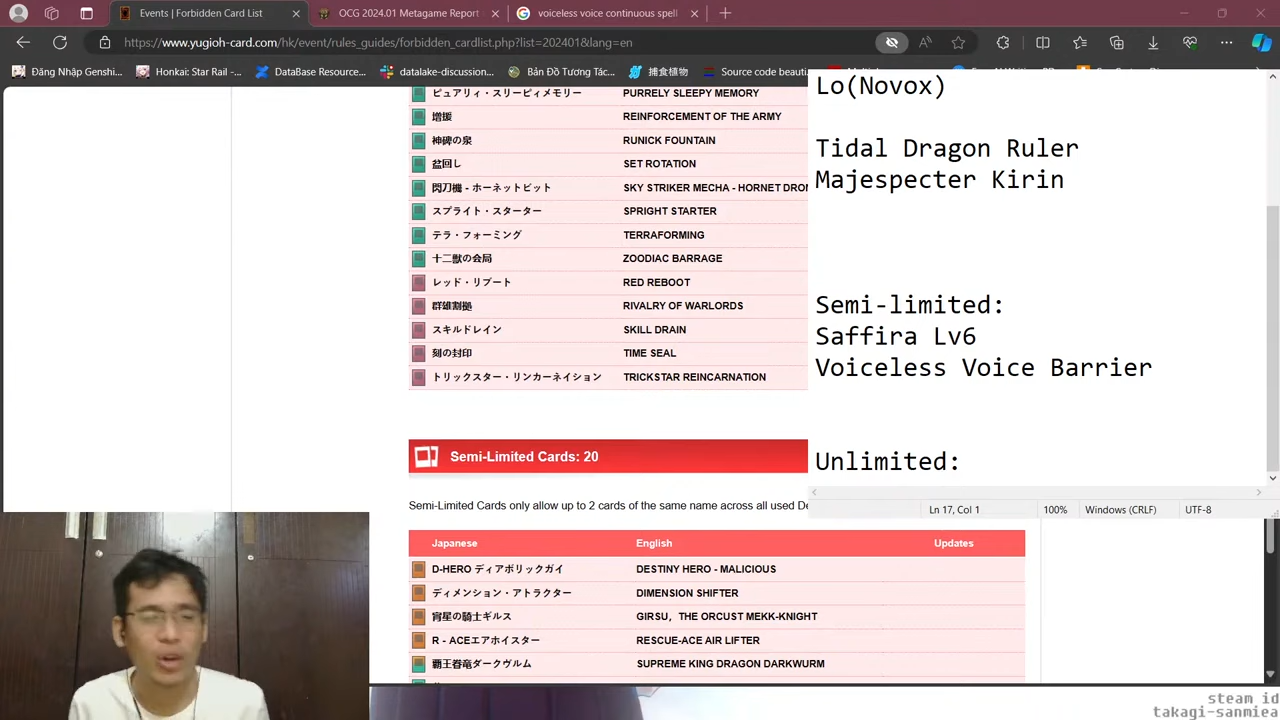 Events | Forbidden Card List
OCG 2024.01 Metagame Report
voiceless voice continuous spell
https://www.yugioh-card.com/hk/event/rules_guides/forbidden_cardlist.php?list=202401&lang=en
Đăng Nhập Genshi...
Honkai: Star Rail -...
DataBase Resource...
datalake-discussion...
Bản Đồ Tương Tác...
捕食植物
Source code beauti...
ピュアリィ・スリーピィメモリー PURRELY SLEEPY MEMORY
増援 REINFORCEMENT OF THE ARMY
神碑の泉 RUNICK FOUNTAIN
盆回し SET ROTATION
閃刀機 - ホーネットビット SKY STRIKER MECHA - HORNET DRON
スプライト・スターター SPRIGHT STARTER
テラ・フォーミング TERRAFORMING
十二獣の会局 ZOODIAC BARRAGE
レッド・リブート RED REBOOT
群雄割拠 RIVALRY OF WARLORDS
スキルドレイン SKILL DRAIN
刻の封印 TIME SEAL
トリックスター・リンカーネイション TRICKSTAR REINCARNATION
Semi-Limited Cards: 20
Semi-Limited Cards only allow up to 2 cards of the same name across all used De
Japanese English Updates
D-HERO ディアボリックガイ DESTINY HERO - MALICIOUS
ディメンション・アトラクター DIMENSION SHIFTER
宵星の騎士ギルス GIRSU, THE ORCUST MEKK-KNIGHT
R - ACEエアホイスター RESCUE-ACE AIR LIFTER
覇王眷竜ダークヴルム SUPREME KING DRAGON DARKWURM
Lo(Novox)
Tidal Dragon Ruler
Majespecter Kirin
Semi-limited:
Saffira Lv6
Voiceless Voice Barrier
Unlimited:
Ln 17, Col 1 100% Windows (CRLF) UTF-8
steam id
takagi-sanmiea